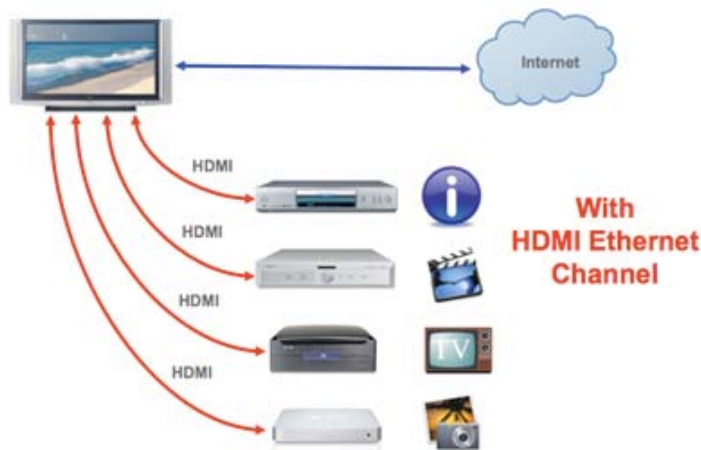 Internet
HDMI
HDMI
HDMI
HDMI
With
HDMI Ethernet
Channel
TV